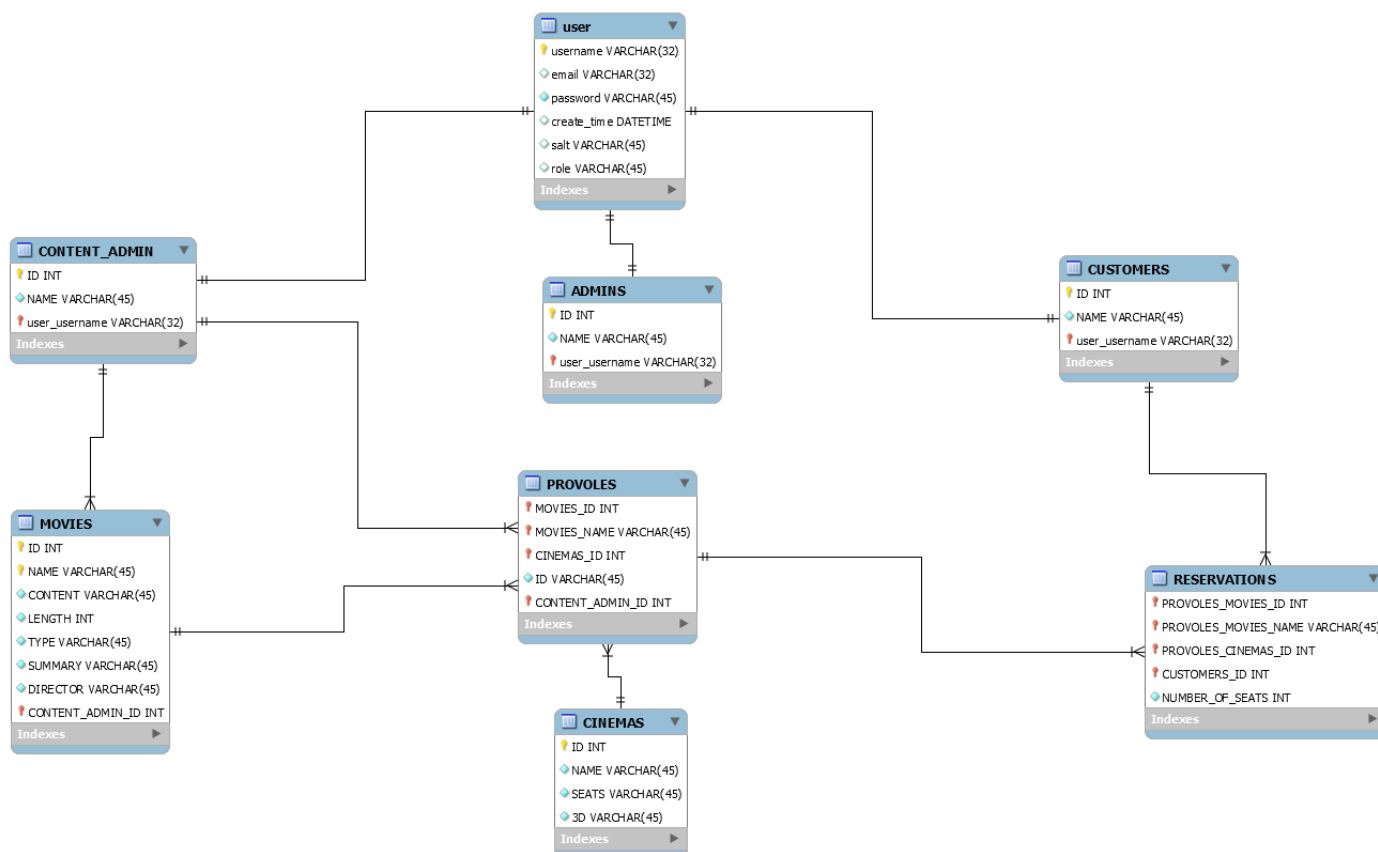 user
username VARCHAR(32)
email VARCHAR(32)
password VARCHAR(45)
create_time DATETIME
salt VARCHAR(45)
role VARCHAR(45)
Indexes
CONTENT_ADMIN
ID INT
NAME VARCHAR(45)
user_username VARCHAR(32)
Indexes
ADMINS
ID INT
NAME VARCHAR(45)
user_username VARCHAR(32)
Indexes
CUSTOMERS
ID INT
NAME VARCHAR(45)
user_username VARCHAR(32)
Indexes
MOVIES
ID INT
NAME VARCHAR(45)
CONTENT VARCHAR(45)
LENGTH INT
TYPE VARCHAR(45)
SUMMARY VARCHAR(45)
DIRECTOR VARCHAR(45)
CONTENT_ADMIN_ID INT
Indexes
PROVOLES
MOVIES_ID INT
MOVIES_NAME VARCHAR(45)
CINEMAS_ID INT
ID VARCHAR(45)
CONTENT_ADMIN_ID INT
Indexes
CINEMAS
ID INT
NAME VARCHAR(45)
SEATS VARCHAR(45)
3D VARCHAR(45)
Indexes
RESERVATIONS
PROVOLES_MOVIES_ID INT
PROVOLES_MOVIES_NAME VARCHAR(45)
PROVOLES_CINEMAS_ID INT
CUSTOMERS_ID INT
NUMBER_OF_SEATS INT
Indexes